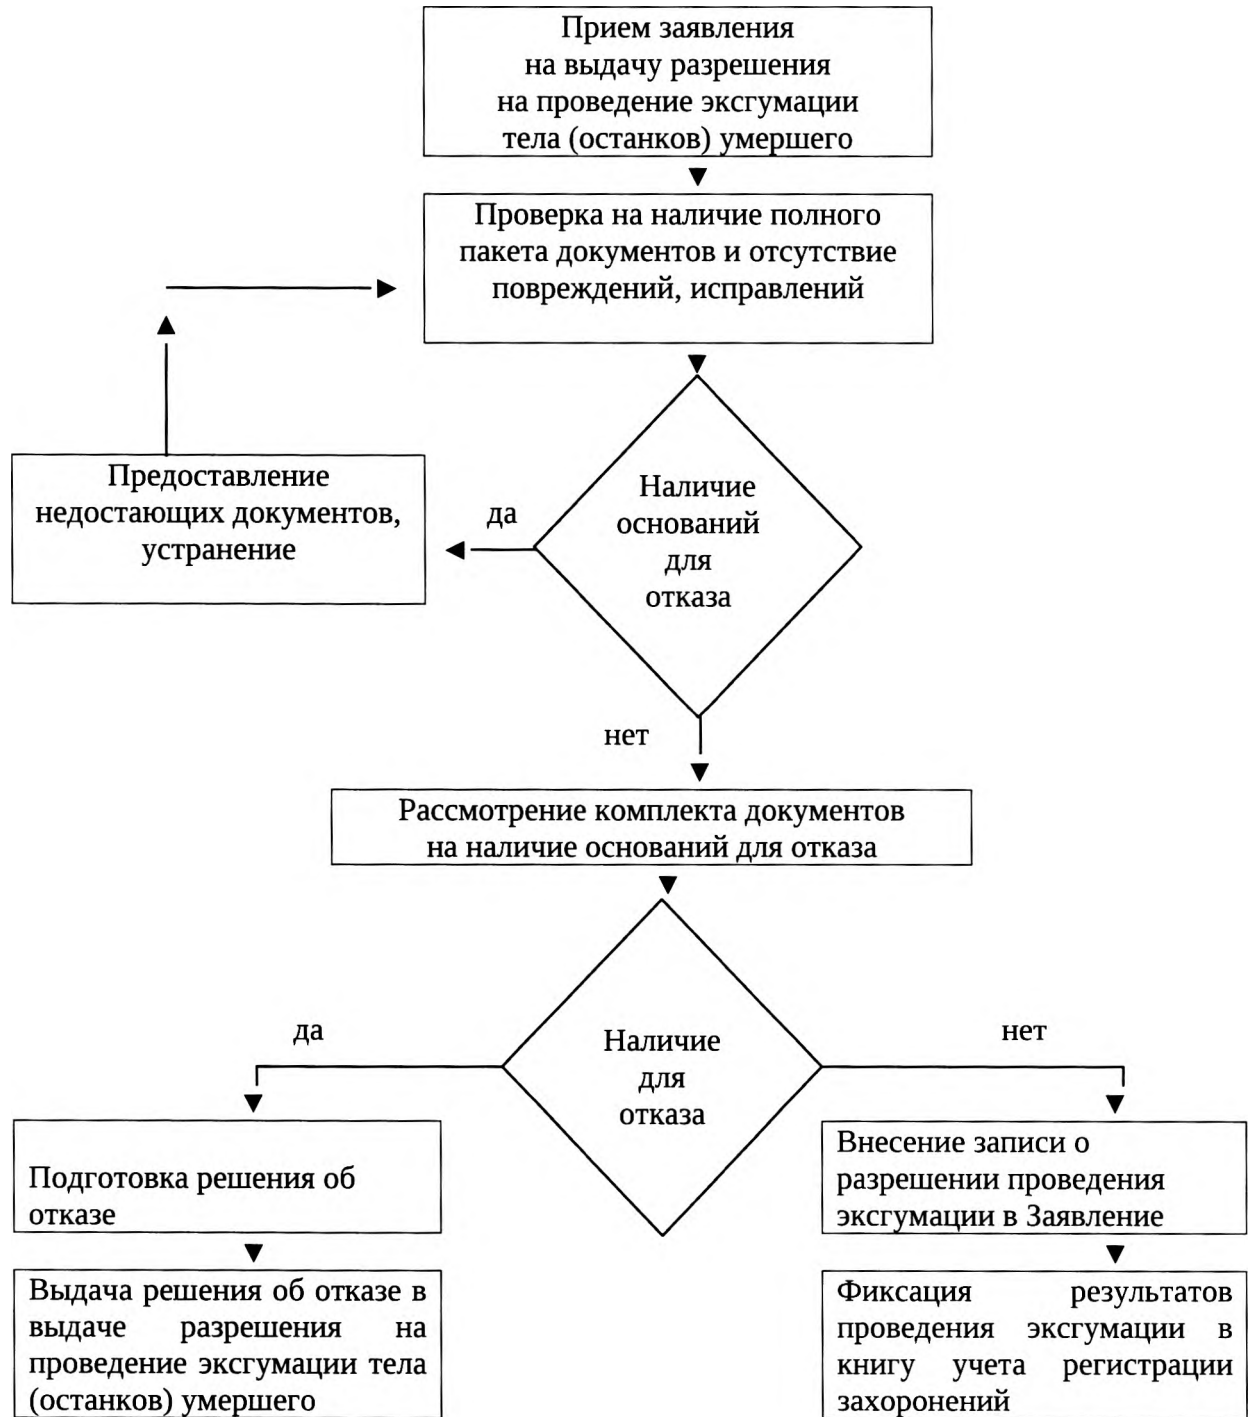 Прием заявления
на выдачу разрешения
на проведение эксгумации
тела (останков) умершего
Проверка на наличие полного
пакета документов и отсутствие
повреждений, исправлений
Предоставление
недостающих документов,
устранение
да
Наличие
оснований
для
отказа
нет
Рассмотрение комплекта документов
на наличие оснований для отказа
да
Наличие
для
отказа
нет
Подготовка решения об
отказе
Внесение записи о
разрешении проведения
эксгумации в Заявление
Выдача решения об отказе в
выдаче разрешения на
проведение эксгумации тела
(останков) умершего
Фиксация результатов
проведения эксгумации в
книгу учета регистрации
захоронений